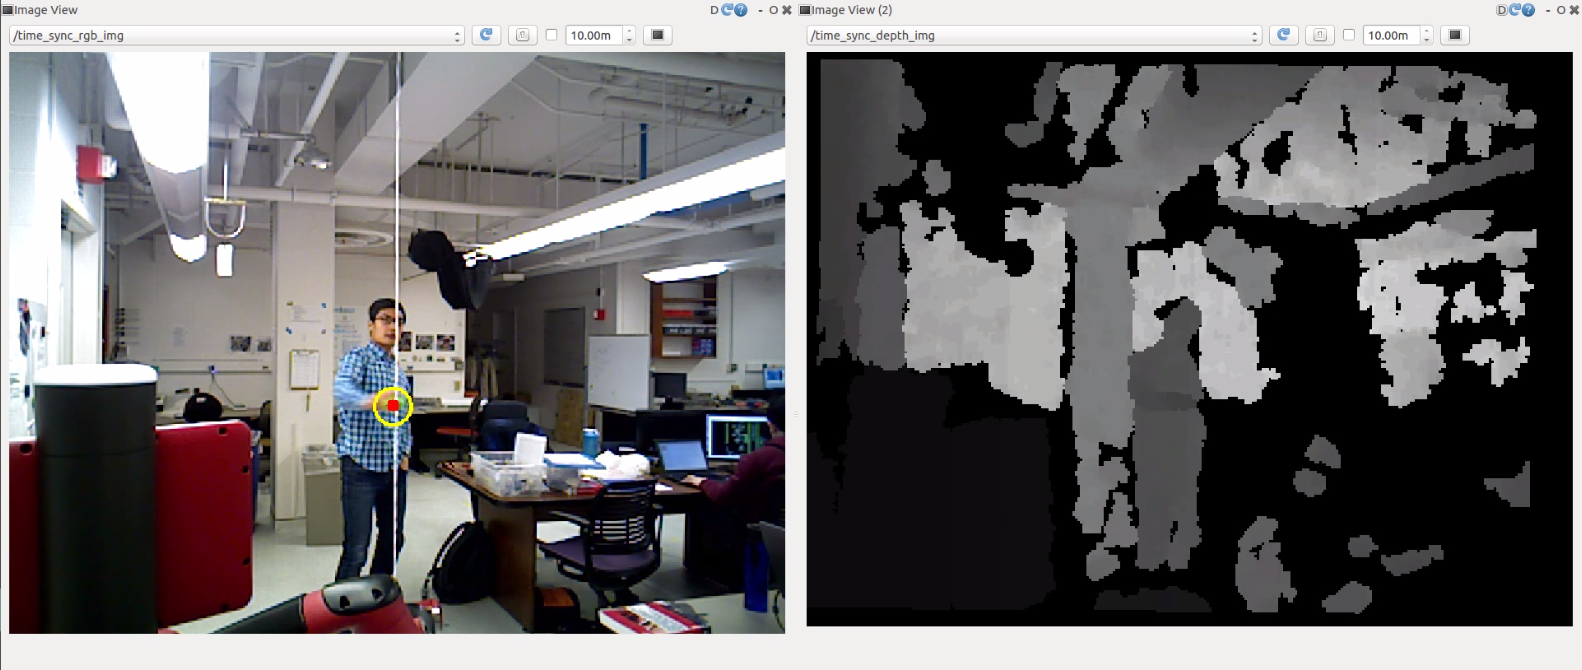 Image View
D
- O
Image View (2)
D
- O
/time_sync_rgb_img
10.00m
/time_sync_depth_img
10.00m